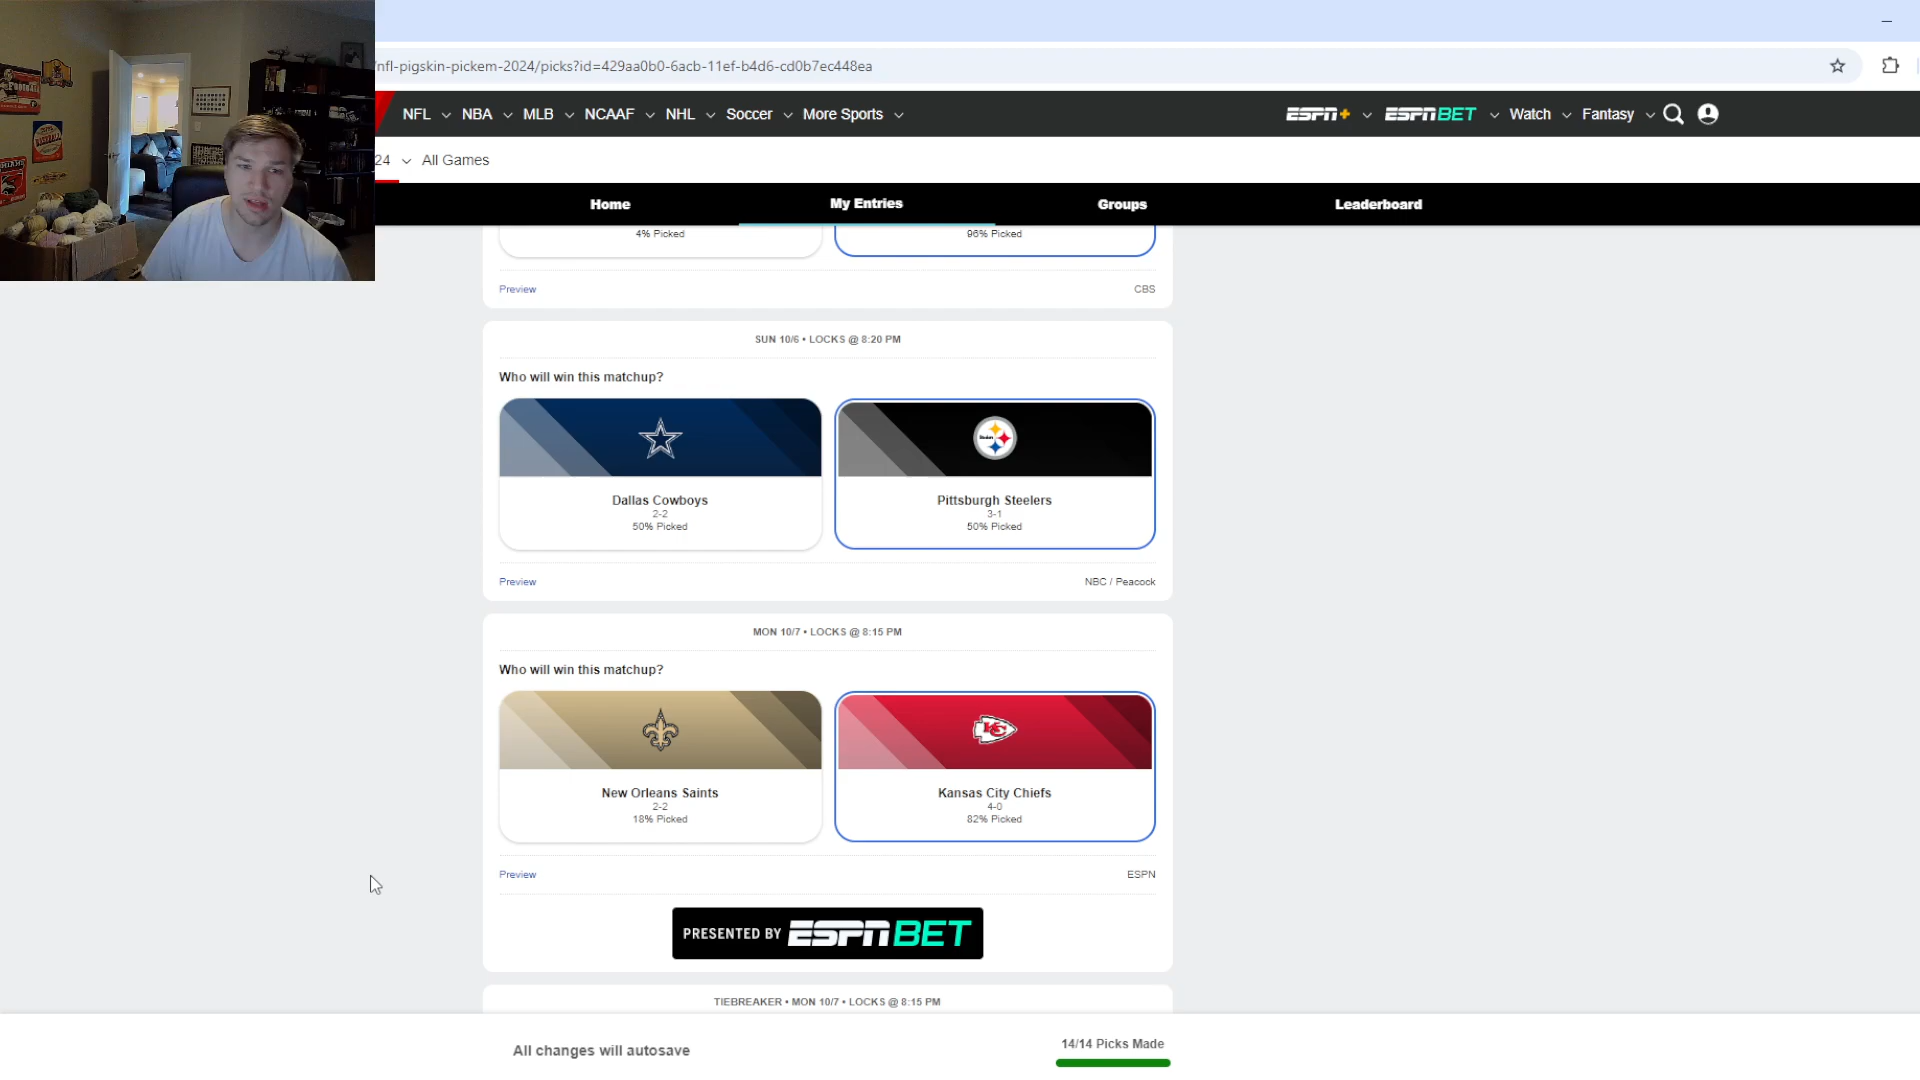 /nfl-pigskin-pickem-2024/picks?id=429aa0b0-6acb-11ef-b4d6-cd0b7ec448ea
NFL NBA MLB NCAAF NHL Soccer More Sports ESPN+ ESPN BET Watch Fantasy
24 All Games
Home My Entries Groups Leaderboard
4% Picked 96% Picked
Preview CBS
SUN 10/6 • LOCKS @ 8:20 PM
Who will win this matchup?
Dallas Cowboys Pittsburgh Steelers
2-2 3-1
50% Picked 50% Picked
Preview NBC / Peacock
MON 10/7 • LOCKS @ 8:15 PM
Who will win this matchup?
KC
New Orleans Saints Kansas City Chiefs
2-2 4-0
18% Picked 82% Picked
Preview ESPN
PRESENTED BY ESPN BET
TIEBREAKER • MON 10/7 • LOCKS @ 8:15 PM
All changes will autosave 14/14 Picks Made